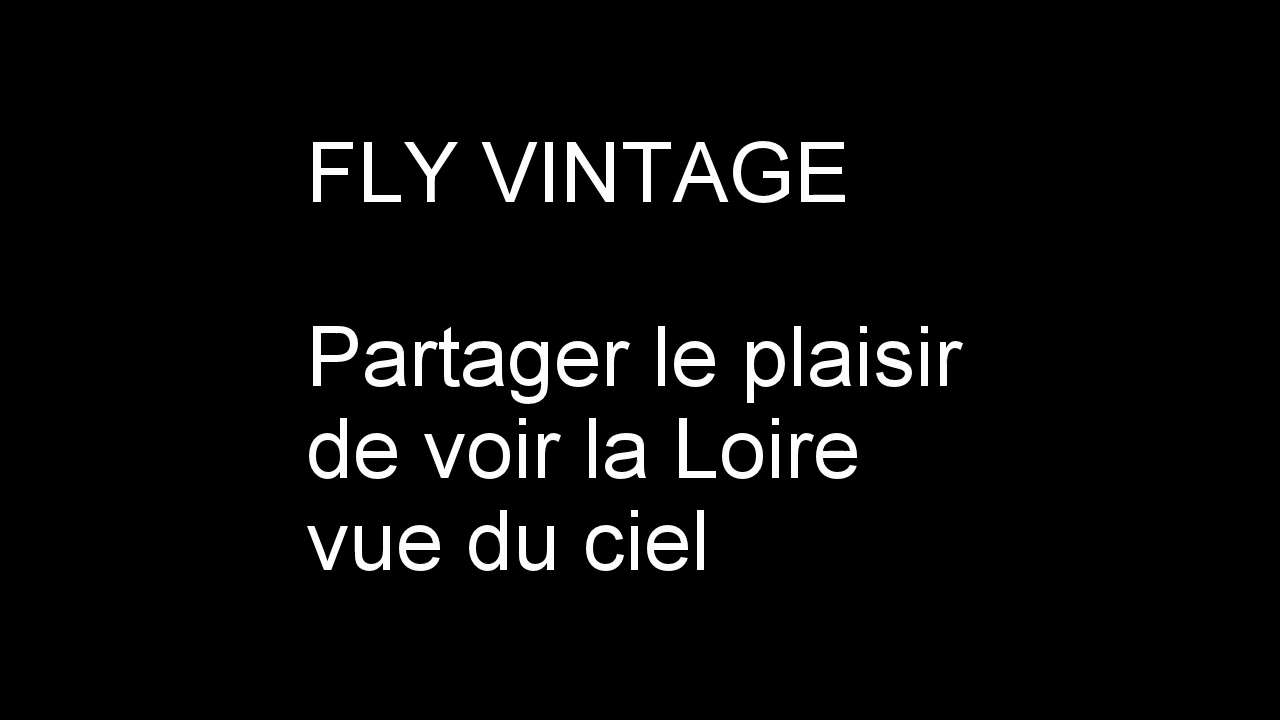 FLY VINTAGE
Partager le plaisir
de voir la Loire
vue du ciel